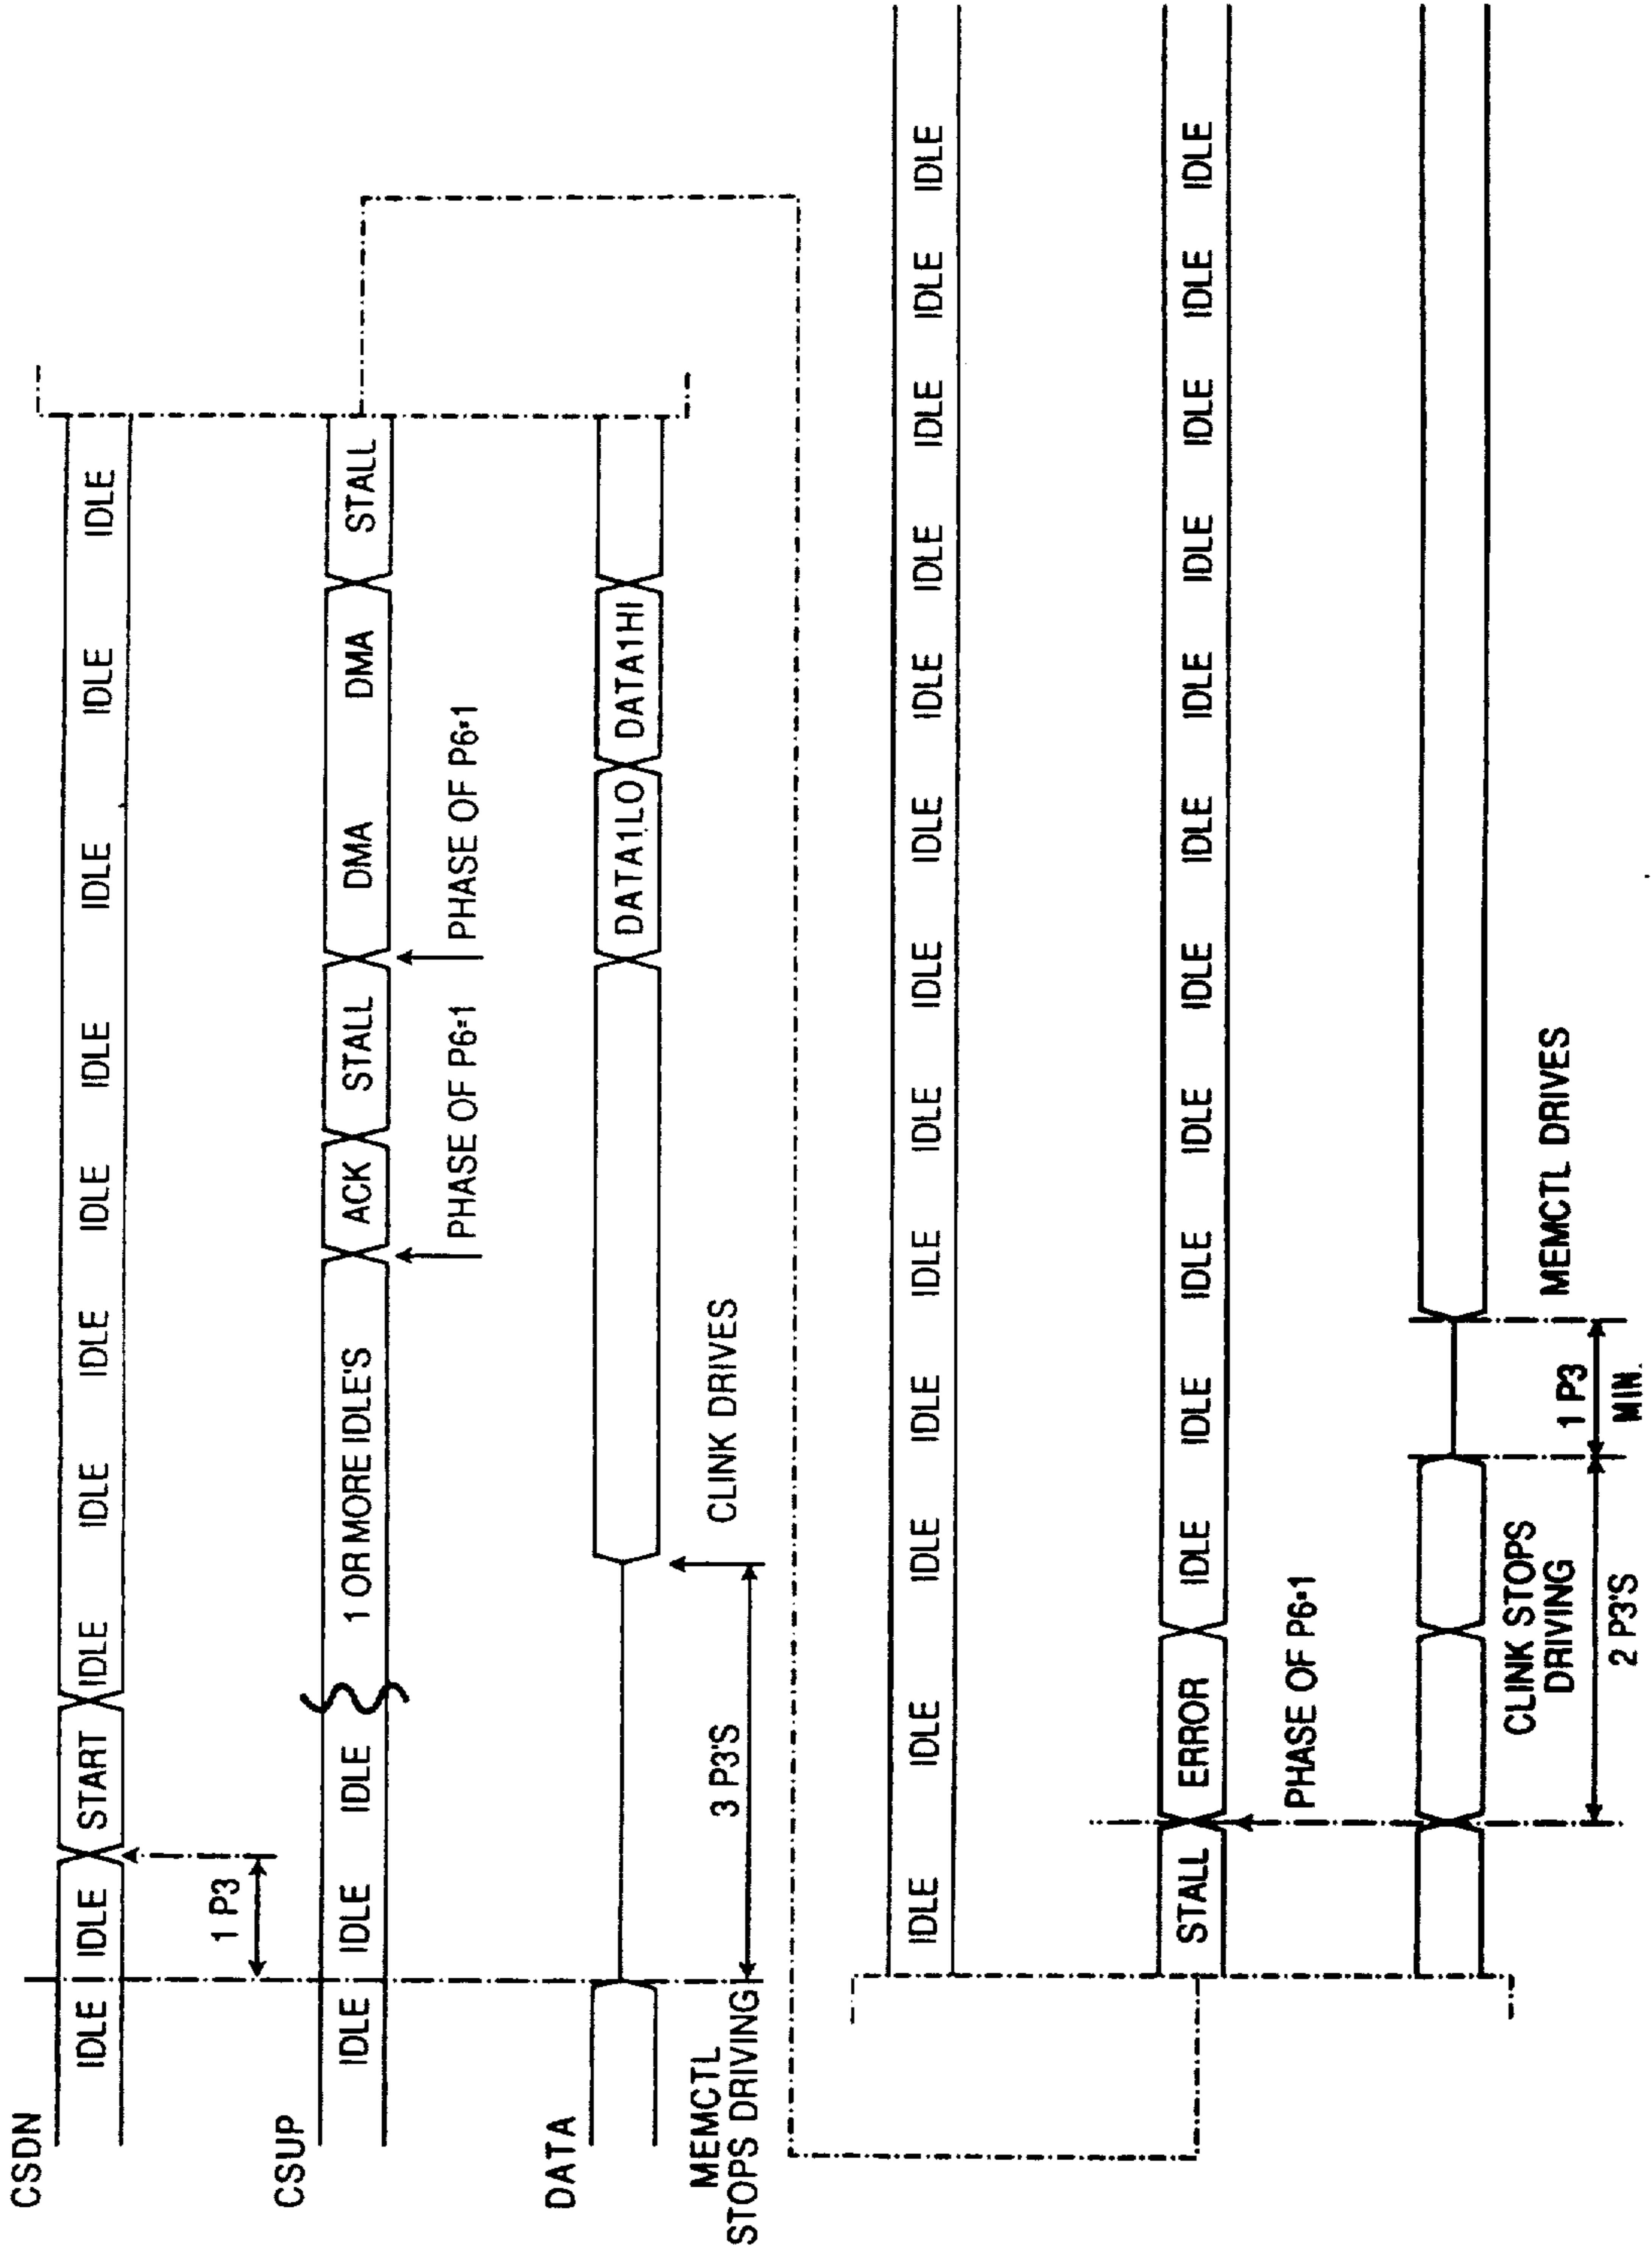 CSDN IDLE IDLE START IDLE IDLE IDLE IDLE IDLE IDLE IDLE IDLE
1 P3
CSUP IDLE IDLE IDLE 1 OR MORE IDLE'S ACK STALL DMA DMA STALL
PHASE OF P6=1 PHASE OF P6=1
DATA DATA1LO DATA1HI
MEMCTL
STOPS DRIVING
3 P3'S
CLINK DRIVES
IDLE IDLE IDLE IDLE IDLE IDLE IDLE IDLE IDLE IDLE IDLE IDLE IDLE
STALL ERROR IDLE IDLE IDLE IDLE IDLE IDLE IDLE IDLE IDLE IDLE IDLE
PHASE OF P6=1
CLINK STOPS
DRIVING
2 P3'S
1 P3
MIN.
MEMCTL DRIVES